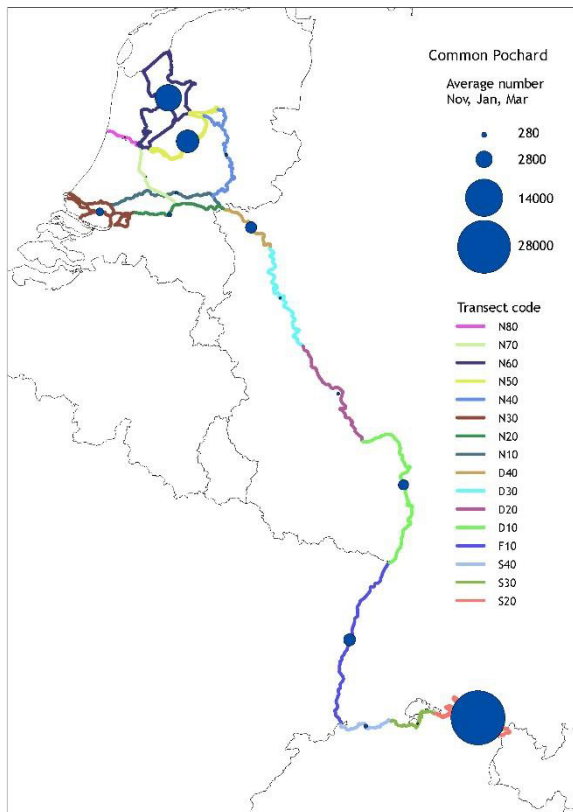 Common Pochard
Average number
Nov, Jan, Mar
280
2800
14000
28000
Transect code
N80
N70
N60
N50
N40
N30
N20
N10
D40
D30
D20
D10
F10
S40
S30
S20